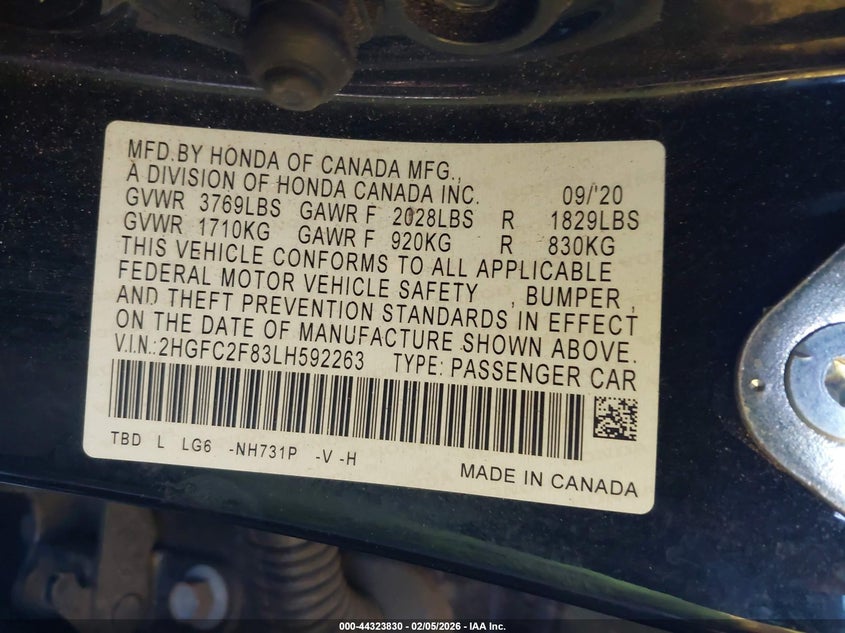 MFD.BY HONDA OF CANADA MFG.,
A DIVISION OF HONDA CANADA INC. 09/'20
GVWR 3769LBS GAWR F 2028LBS R 1829LBS
GVWR 1710KG GAWR F 920KG R 830KG
THIS VEHICLE CONFORMS TO ALL APPLICABLE
FEDERAL MOTOR VEHICLE SAFETY , BUMPER ,
AND THEFT PREVENTION STANDARDS IN EFFECT
ON THE DATE OF MANUFACTURE SHOWN ABOVE.
V.I.N.:2HGFC2F83LH592263 TYPE: PASSENGER CAR
TBD L LG6 -NH731P -V -H
MADE IN CANADA
000-44323830 - 02/05/2026 - IAA Inc.